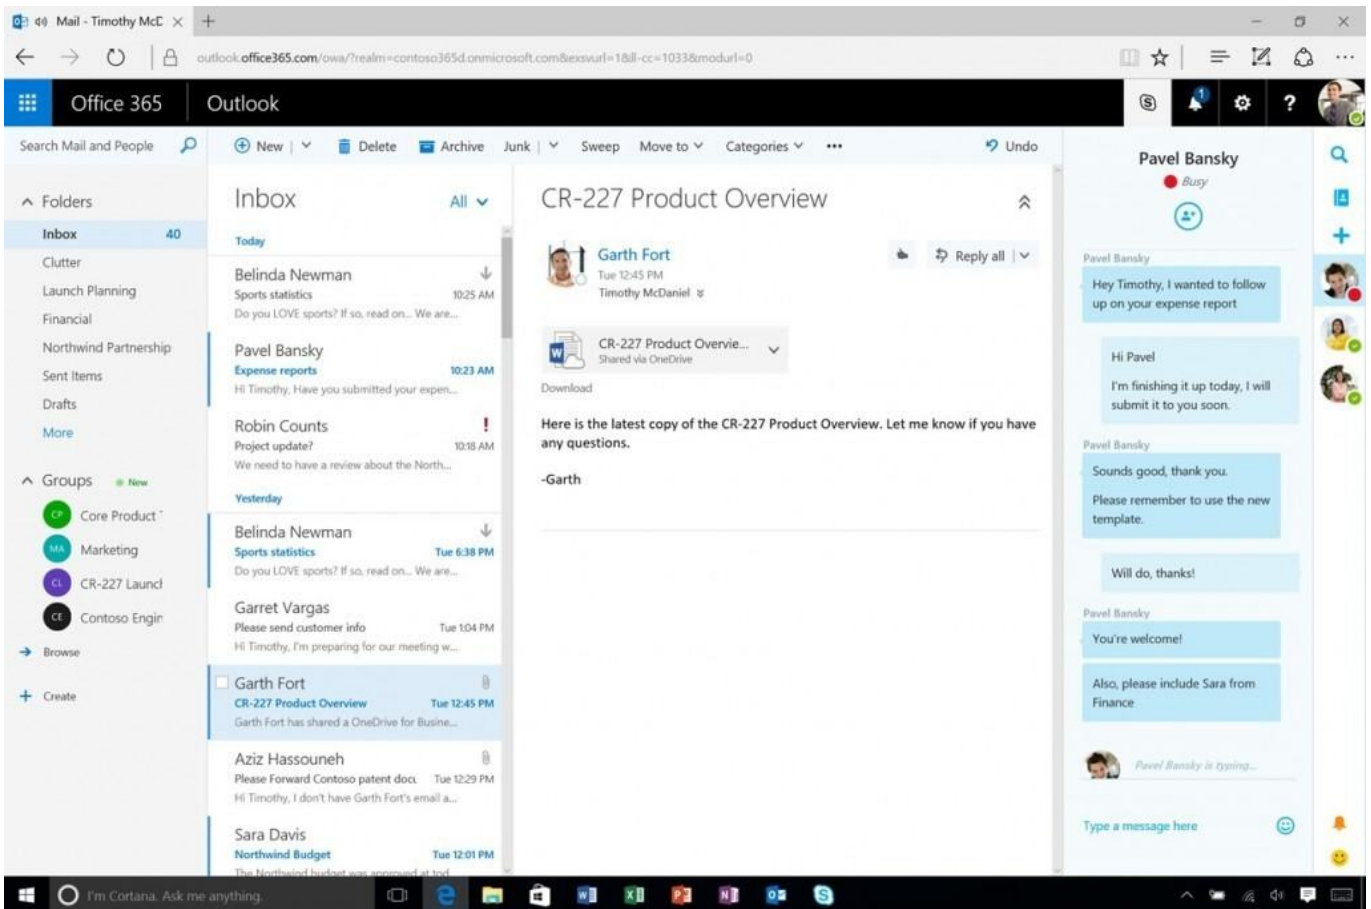 Mail - Timothy McD
outlook.office365.com/owa/?realm=contoso365d.onmicrosoft.com&exsvurl=1&ll-cc=1033&modurl=0
Office 365
Outlook
1
?
Search Mail and People
New
Delete
Archive
Junk
Sweep
Move to
Categories
Undo
Folders
Inbox 40
Clutter
Launch Planning
Financial
Northwind Partnership
Sent Items
Drafts
More
Groups
New
CP Core Product
MA Marketing
CL CR-227 Launch
CE Contoso Engin
Browse
Create
Inbox
All
Today
Belinda Newman
Sports statistics 10:25 AM
Do you LOVE sports? If so, read on... We are...
Pavel Bansky
Expense reports 10:23 AM
Hi Timothy, Have you submitted your expen...
Robin Counts
Project update? 10:18 AM
We need to have a review about the North...
Yesterday
Belinda Newman
Sports statistics Tue 6:38 PM
Do you LOVE sports? If so, read on... We are...
Garret Vargas
Please send customer info Tue 1:04 PM
Hi Timothy, I'm preparing for our meeting w...
Garth Fort
CR-227 Product Overview Tue 12:45 PM
Garth Fort has shared a OneDrive for Busine...
Aziz Hassouneh
Please Forward Contoso patent docu Tue 12:29 PM
Hi Timothy, I don't have Garth Fort's email a...
Sara Davis
Northwind Budget Tue 12:01 PM
The Northwind budget was approved at tod
CR-227 Product Overview
Garth Fort
Tue 12:45 PM
Timothy McDaniel
Reply all
CR-227 Product Overvie...
Shared via OneDrive
Download
Here is the latest copy of the CR-227 Product Overview. Let me know if you have
any questions.
-Garth
Pavel Bansky
Busy
Pavel Bansky
Hey Timothy, I wanted to follow
up on your expense report
Hi Pavel
I'm finishing it up today, I will
submit it to you soon.
Pavel Bansky
Sounds good, thank you.
Please remember to use the new
template.
Will do, thanks!
Pavel Bansky
You're welcome!
Also, please include Sara from
Finance
Pavel Bansky is typing...
Type a message here
I'm Cortana. Ask me anything.